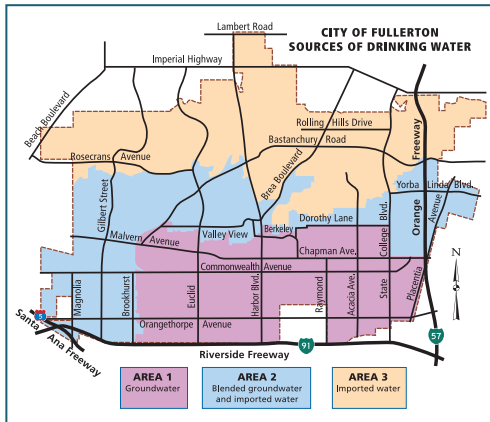 CITY OF FULLERTON
SOURCES OF DRINKING WATER
Lambert Road
Imperial Highway
Beach Boulevard
Rolling Hills Drive
Bastanchury Road
Freeway
Rosecrans Avenue
Brea Boulevard
Yorba Linda Blvd.
Gilbert Street
Dorothy Lane
Blvd.
Orange
Avenue
Malvern Avenue
Valley View
Berkeley
Chapman Ave.
College
Commonwealth Avenue
N
Magnolia
Brookhurst
Euclid
Harbor Blvd.
Raymond
Acacia Ave.
State
Placentia
Orangethorpe Avenue
5
Santa Ana Freeway
Riverside Freeway
91
57
AREA 1
Groundwater
AREA 2
Blended groundwater
and imported water
AREA 3
Imported water